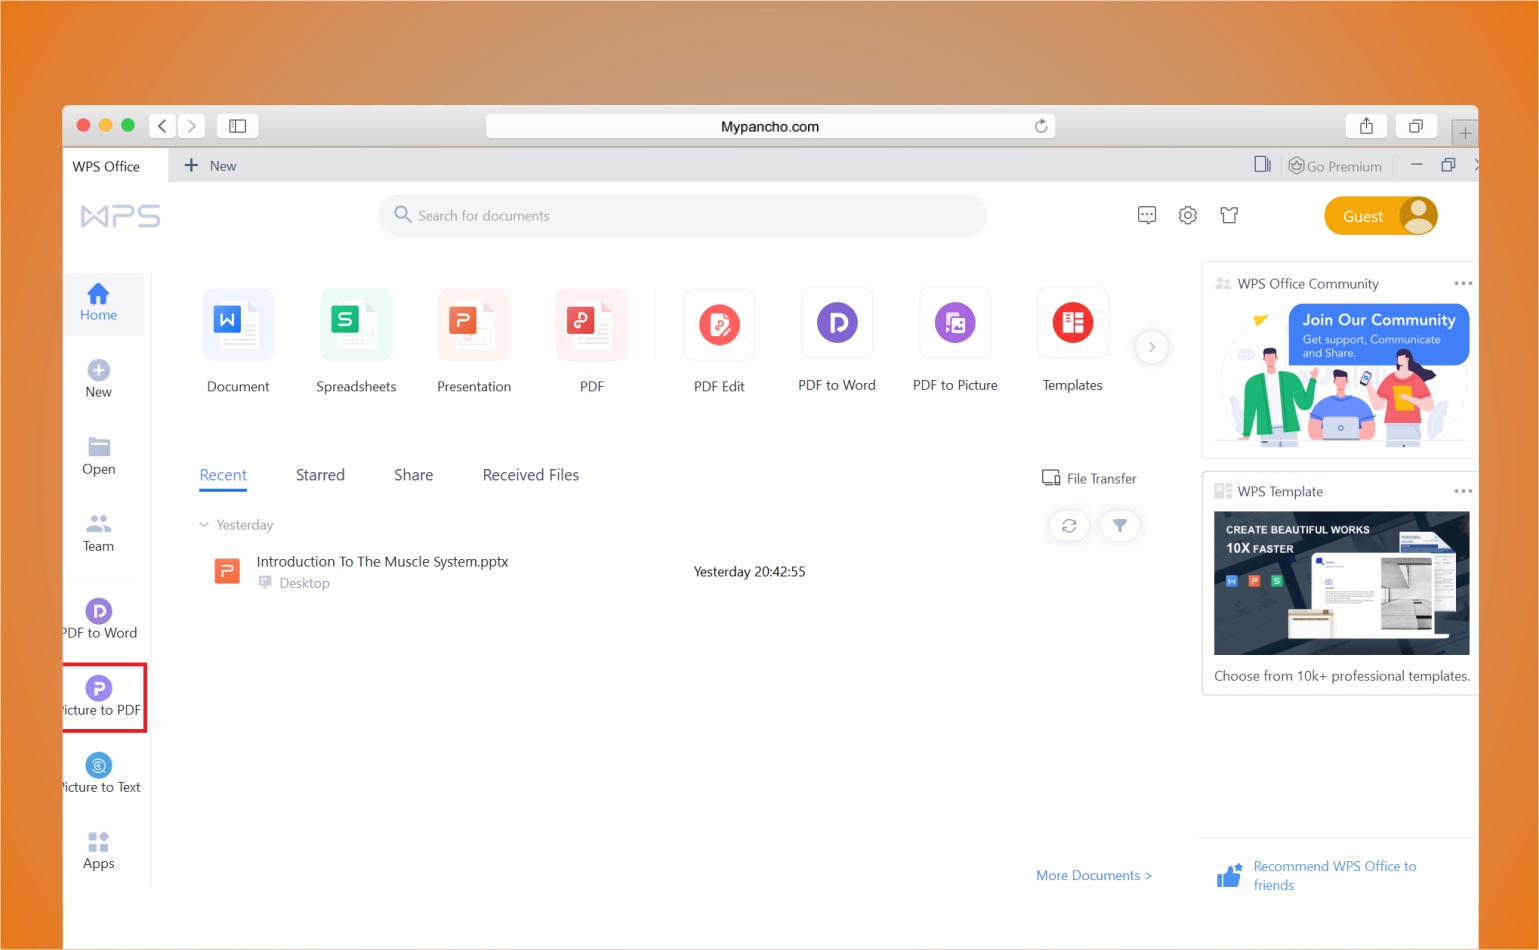 Mypancho.com
WPS Office
New
Go Premium
WPS
Search for documents
Guest
Home
New
Open
Team
PDF to Word
Picture to PDF
Picture to Text
Apps
W
S
P
Document
Spreadsheets
Presentation
PDF
PDF Edit
PDF to Word
PDF to Picture
Templates
Recent
Starred
Share
Received Files
File Transfer
Yesterday
Introduction To The Muscle System.pptx
Desktop
Yesterday 20:42:55
More Documents >
WPS Office Community
Join Our Community
Get support, Communicate
and Share.
WPS Template
CREATE BEAUTIFUL WORKS
10X FASTER
W P S
Choose from 10k+ professional templates.
Recommend WPS Office to
friends